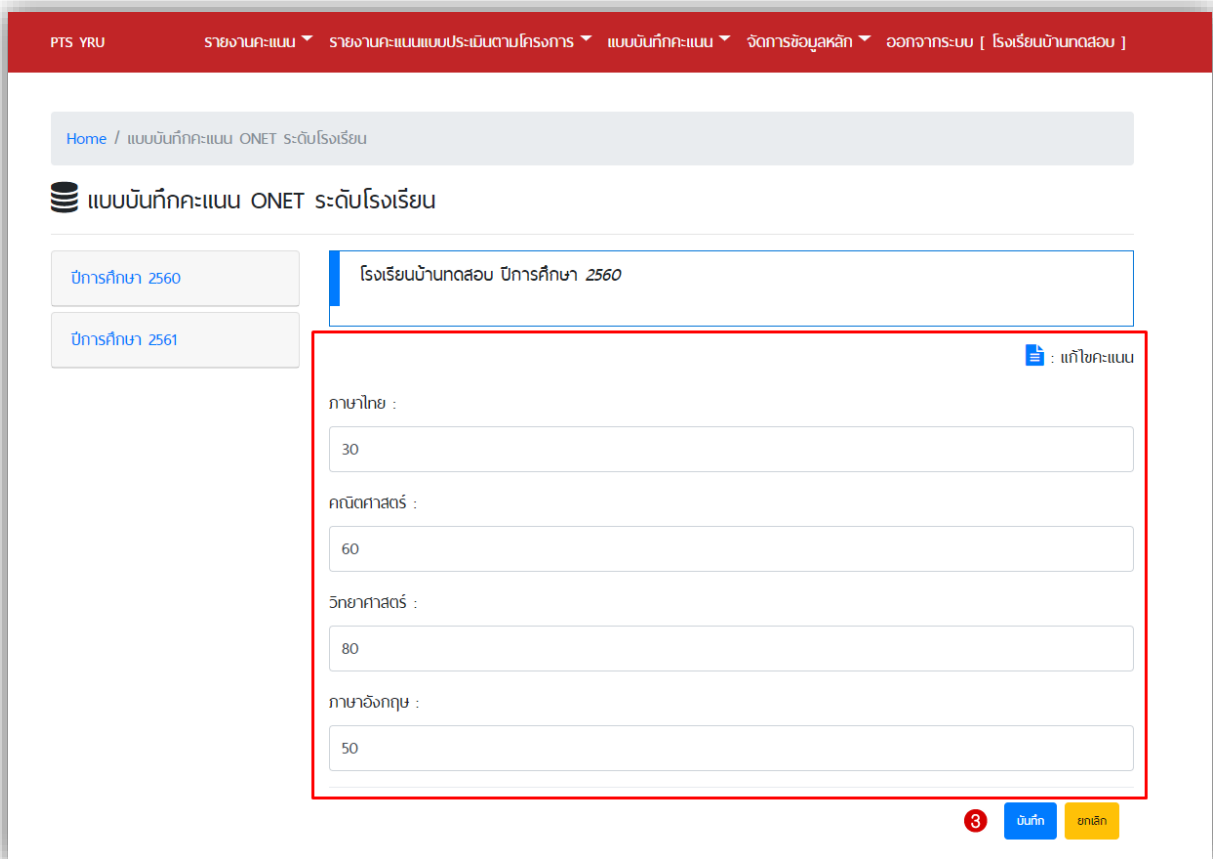 PTS YRU รายงานคะแนน รายงานคะแนนแบบประเมินตามโครงการ แบบบันทึกคะแนน จัดการข้อมูลหลัก ออกจากระบบ [ โรงเรียนบ้านทดสอบ ]
Home / แบบบันทึกคะแนน ONET ระดับโรงเรียน
แบบบันทึกคะแนน ONET ระดับโรงเรียน
ปีการศึกษา 2560
ปีการศึกษา 2561
โรงเรียนบ้านทดสอบ ปีการศึกษา 2560
: แก้ไขคะแนน
ภาษาไทย :
30
คณิตศาสตร์ :
60
วิทยาศาสตร์ :
80
ภาษาอังกฤษ :
50
3 บันทึก ยกเลิก